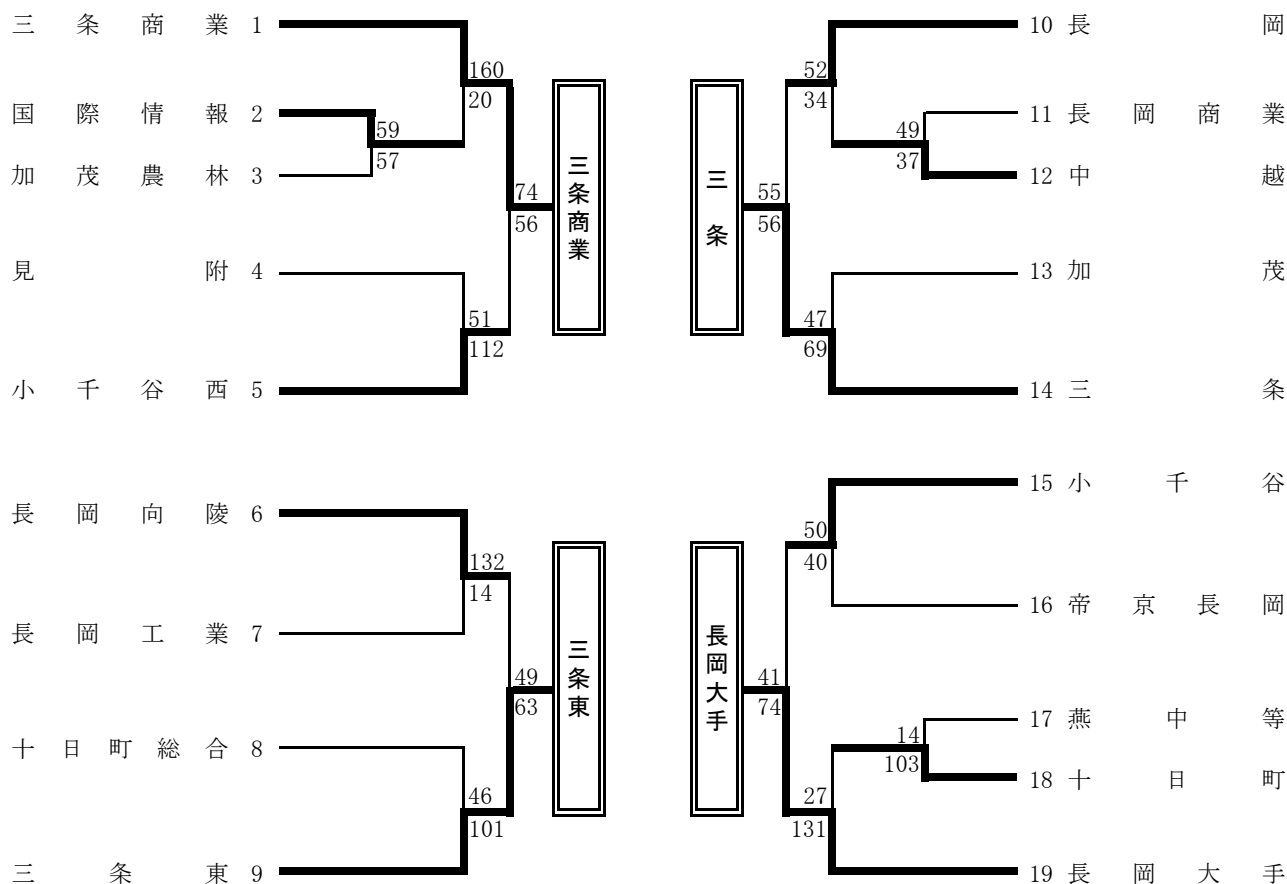 三条商業 1
160
20
国際情報 2
59
57
加茂農林 3
74
56
三条商業
見附 4
51
112
小千谷西 5
長岡向陵 6
132
14
長岡工業 7
49
63
三条東
十日町総合 8
46
101
三条東 9
10 長岡
52
34
11 長岡商業
49
37
12 中越
三条
55
56
13 加茂
47
69
14 三条
15 小千谷
50
40
16 帝京長岡
長岡大手
41
74
17 燕中等
14
103
18 十日町
27
131
19 長岡大手